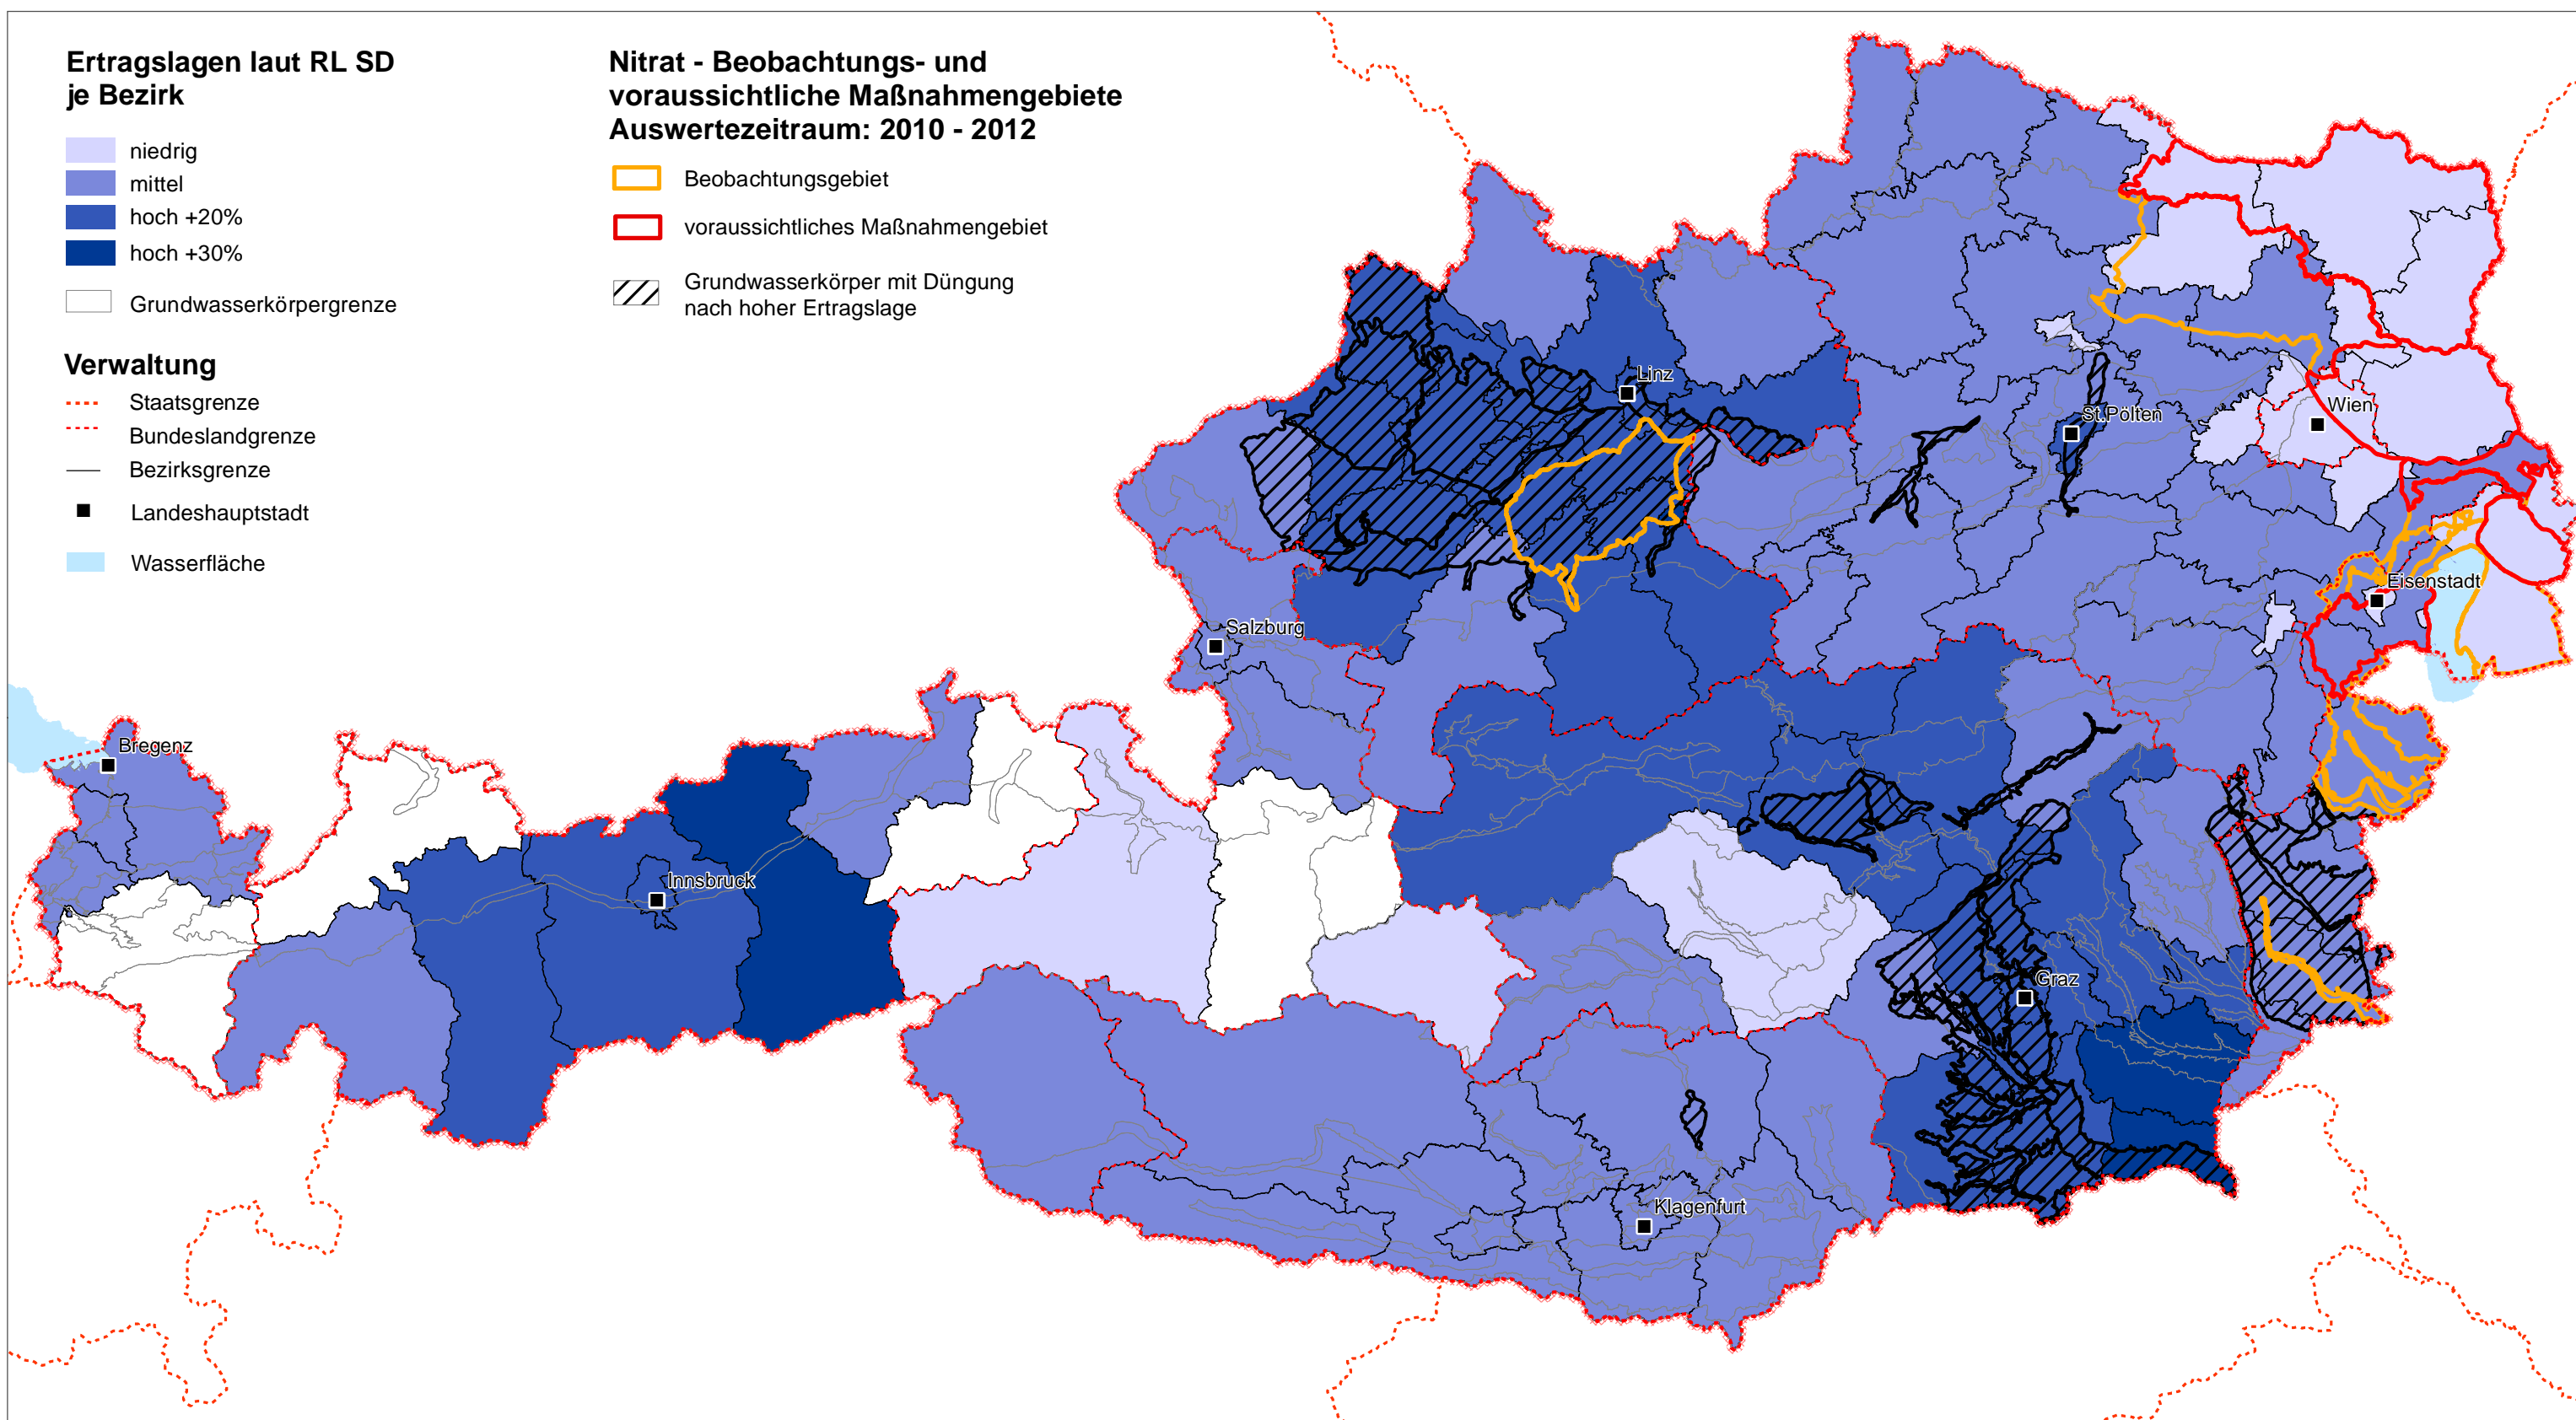 Ertragslagen laut RL SD
je Bezirk
niedrig
mittel
hoch +20%
hoch +30%
Grundwasserkörpergrenze
Verwaltung
Staatsgrenze
Bundeslandgrenze
Bezirksgrenze
Landeshauptstadt
Wasserfläche
Nitrat - Beobachtungs- und
voraussichtliche Maßnahmengebiete
Auswertezeitraum: 2010 - 2012
Beobachtungsgebiet
voraussichtliches Maßnahmengebiet
Grundwasserkörper mit Düngung
nach hoher Ertragslage
Linz
St.Pölten
Wien
Eisenstadt
Salzburg
Bregenz
Innsbruck
Graz
Klagenfurt